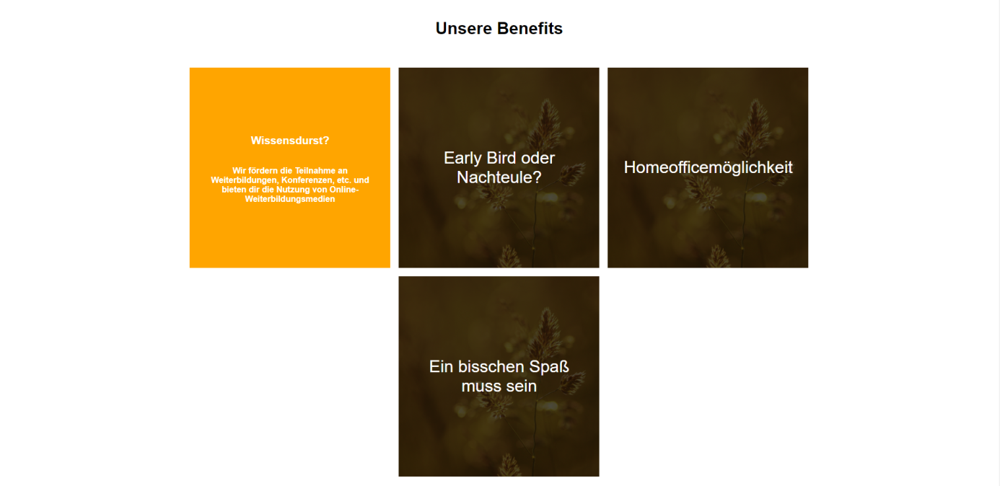 Unsere Benefits
Wissensdurst?
Wir fördern die Teilnahme an
Weiterbildungen, Konferenzen, etc. und
bieten dir die Nutzung von Online-
Weiterbildungsmedien
Early Bird oder
Nachteule?
Homeofficemöglichkeit
Ein bisschen Spaß
muss sein